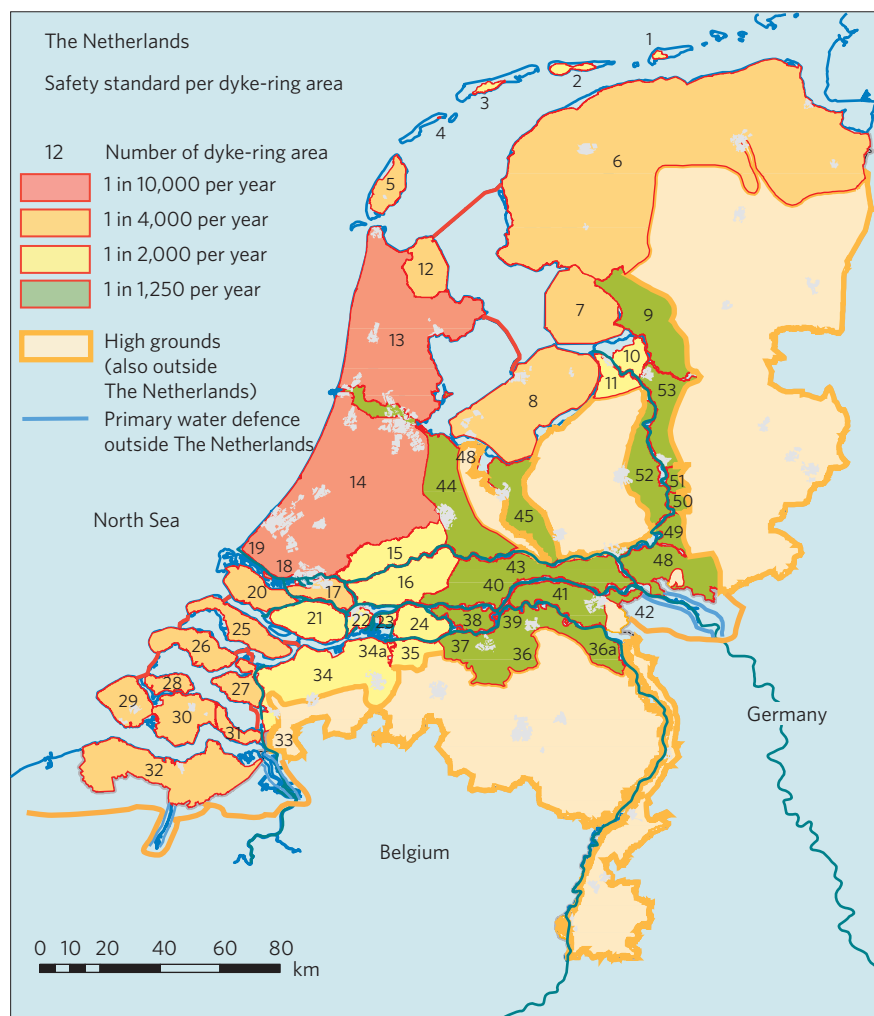 The Netherlands
Safety standard per dyke-ring area
12 Number of dyke-ring area
1 in 10,000 per year
1 in 4,000 per year
1 in 2,000 per year
1 in 1,250 per year
High grounds
(also outside
The Netherlands)
Primary water defence
outside The Netherlands
1
2
3
4
5
6
12
7
9
13
10
11
53
8
48
14
44
52
51
50
45
49
North Sea
15
19
18
43
48
20
17
16
40
41
42
21
22
23
24
38
39
25
26
34a
35
37
36
36a
28
27
34
29
30
31
33
32
Germany
Belgium
0 10 20 40 60 80
km